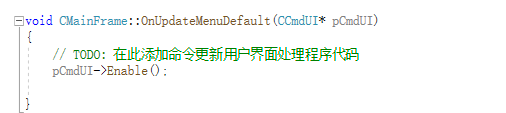 void CMainFrame::OnUpdateMenuDefault(CCmdUI* pCmdUI)
{
// TODO: 在此添加命令更新用户界面处理程序代码
pCmdUI->Enable();
}